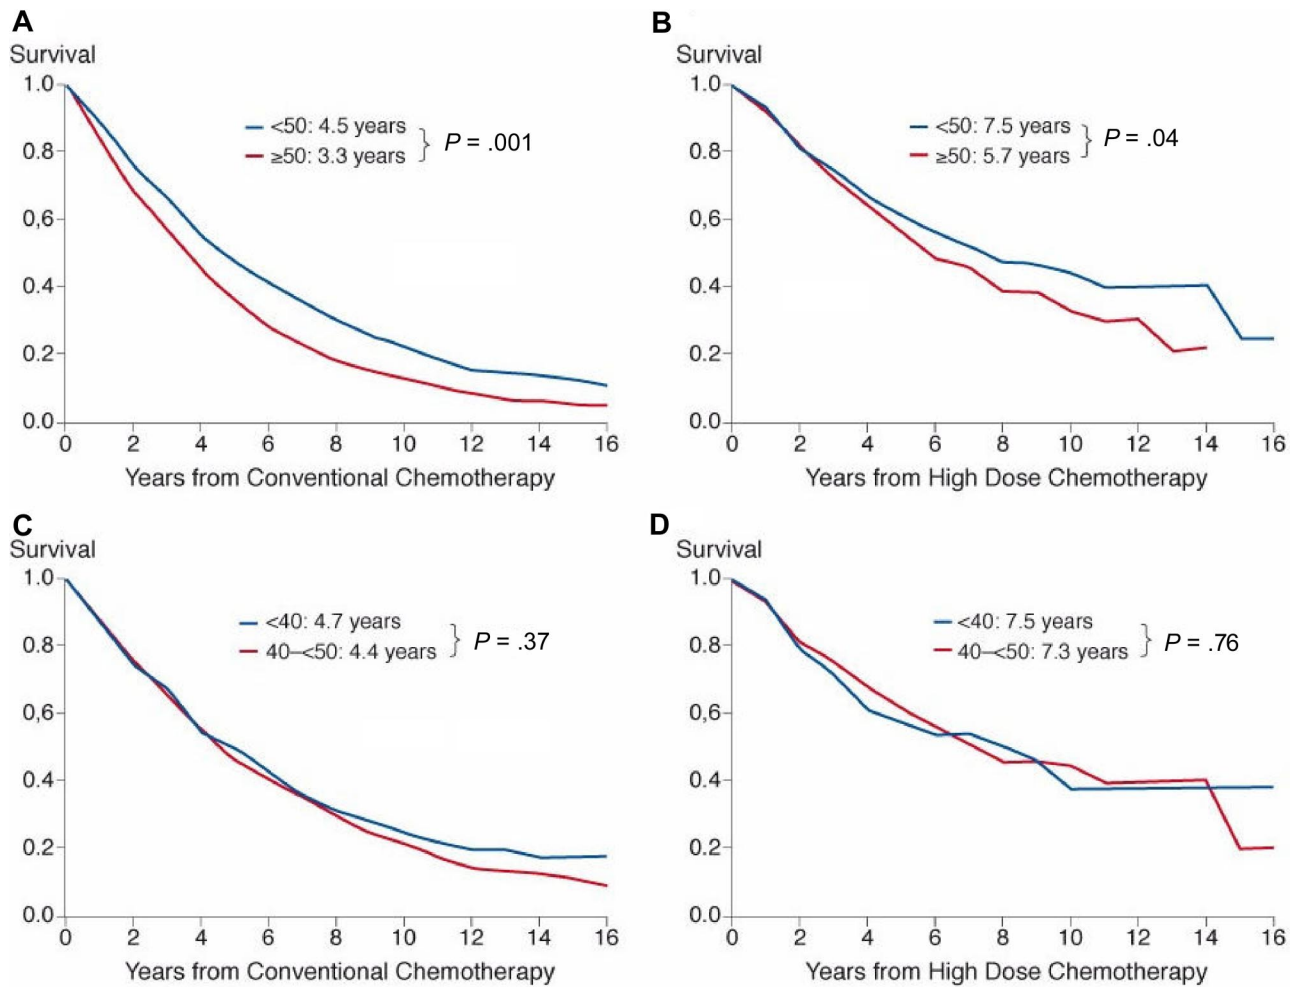 A
Survival
1.0
0.8
0,6
0.4
0.2
0.0
0 2 4 6 8 10 12 14 16
<50: 4.5 years
≥50: 3.3 years
P = .001
Years from Conventional Chemotherapy
B
Survival
1.0
0.8
0,6
0.4
0.2
0.0
0 2 4 6 8 10 12 14 16
<50: 7.5 years
≥50: 5.7 years
P = .04
Years from High Dose Chemotherapy
C
Survival
1.0
0.8
0,6
0.4
0.2
0.0
0 2 4 6 8 10 12 14 16
<40: 4.7 years
40–<50: 4.4 years
P = .37
Years from Conventional Chemotherapy
D
Survival
1.0
0.8
0,6
0.4
0.2
0.0
0 2 4 6 8 10 12 14 16
<40: 7.5 years
40–<50: 7.3 years
P = .76
Years from High Dose Chemotherapy